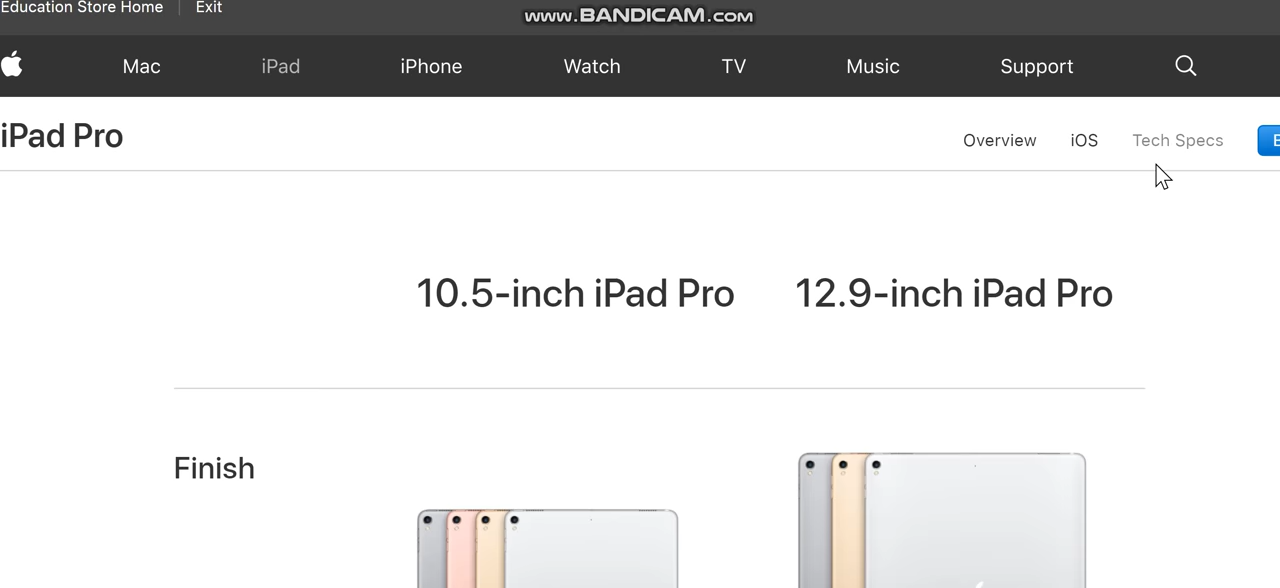 Education Store Home Exit
www.BANDICAM.com
Mac iPad iPhone Watch TV Music Support
iPad Pro
Overview iOS Tech Specs
10.5-inch iPad Pro 12.9-inch iPad Pro
Finish